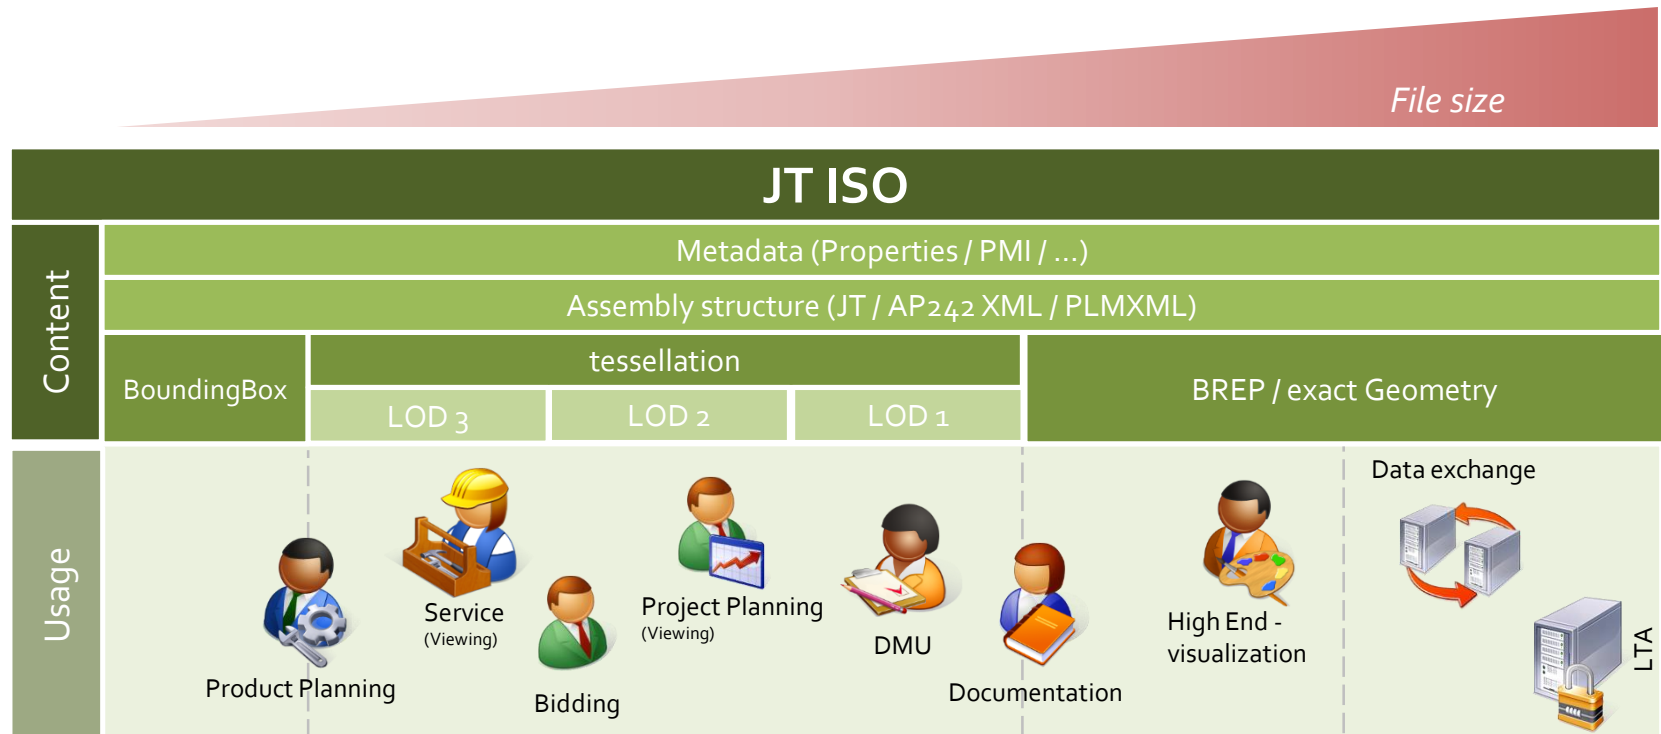 File size
JT ISO
Content
Metadata (Properties / PMI / ...)
Assembly structure (JT / AP242 XML / PLMXML)
BoundingBox
tessellation
LOD 3
LOD 2
LOD 1
BREP / exact Geometry
Usage
Product Planning
Service
(Viewing)
Bidding
Project Planning
(Viewing)
DMU
Documentation
High End -
visualization
Data exchange
LTA